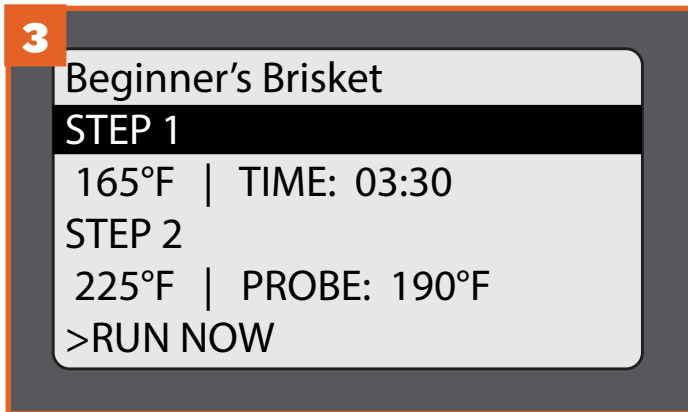 3
Beginner’s Brisket
STEP 1
165°F | TIME: 03:30
STEP 2
225°F | PROBE: 190°F
>RUN NOW